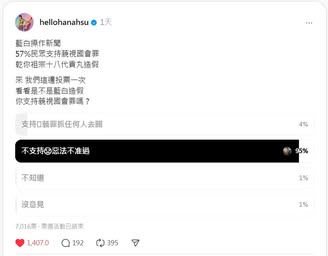 hellohanahsu 1天
藍白操作新聞
57%民眾支持藐視國會罪
乾你祖宗十八代賣丸造假
來 我們這邊投票一次
看看是不是藍白造假
你支持藐視國會罪嗎？
支持 藐罪抓任何人去關 4%
不支持 惡法不准過 95%
不知道 1%
沒意見 1%
7,016票・票選活動已結束
1,407.0 192 395